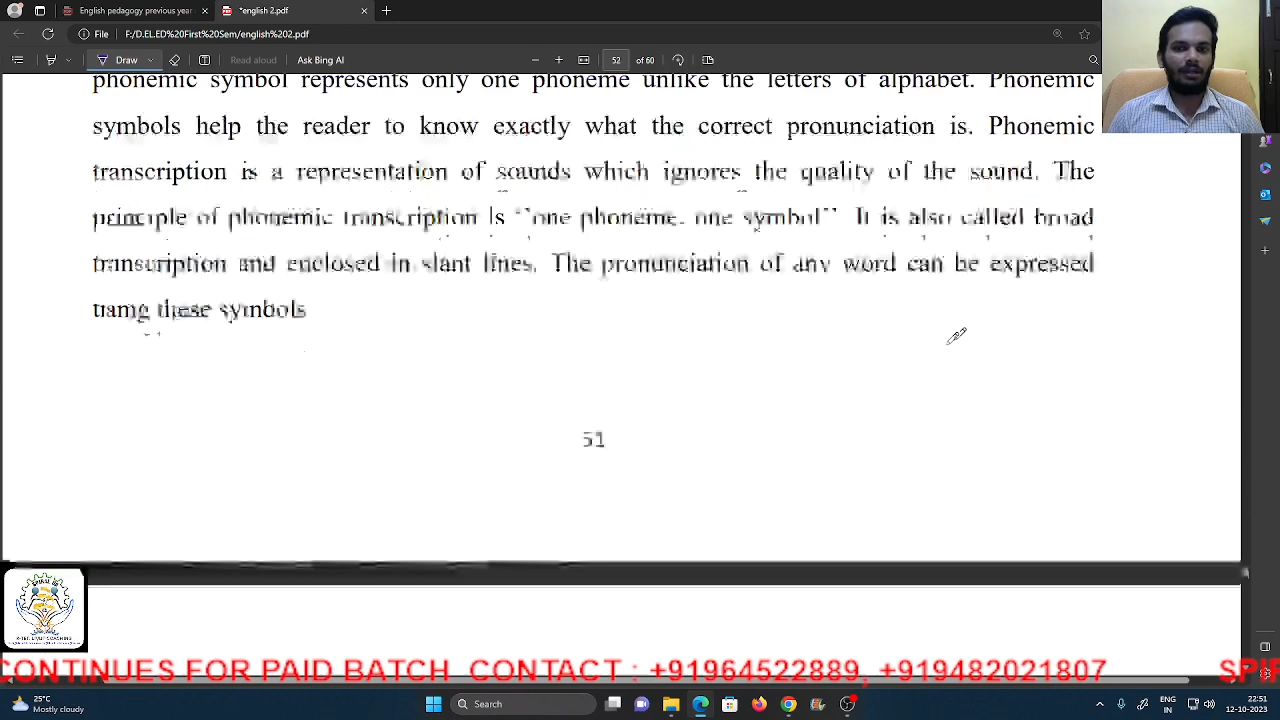 English pedagogy previous year
*english 2.pdf
File
F:/D.ELED%20First%20Sem/english%202.pdf
Draw
Read aloud
Ask Bing AI
52
of 60
phonemic symbol represents only one phoneme unlike the letters of alphabet. Phonemic
symbols help the reader to know exactly what the correct pronunciation is. Phonemic
transcription is a representation of sounds which ignores the quality of the sound. The
principle of phonemic transcription is "one phoneme, one symbol" It is also called broad
transcription and enclosed in slant lines. The pronunciation of any word can be expressed
these symbols
51
CONTINUES FOR PAID BATCH CONTACT : +91964522889, +919482021807
25°C
Mostly cloudy
Search
ENG
IN
22:51
12-10-2023